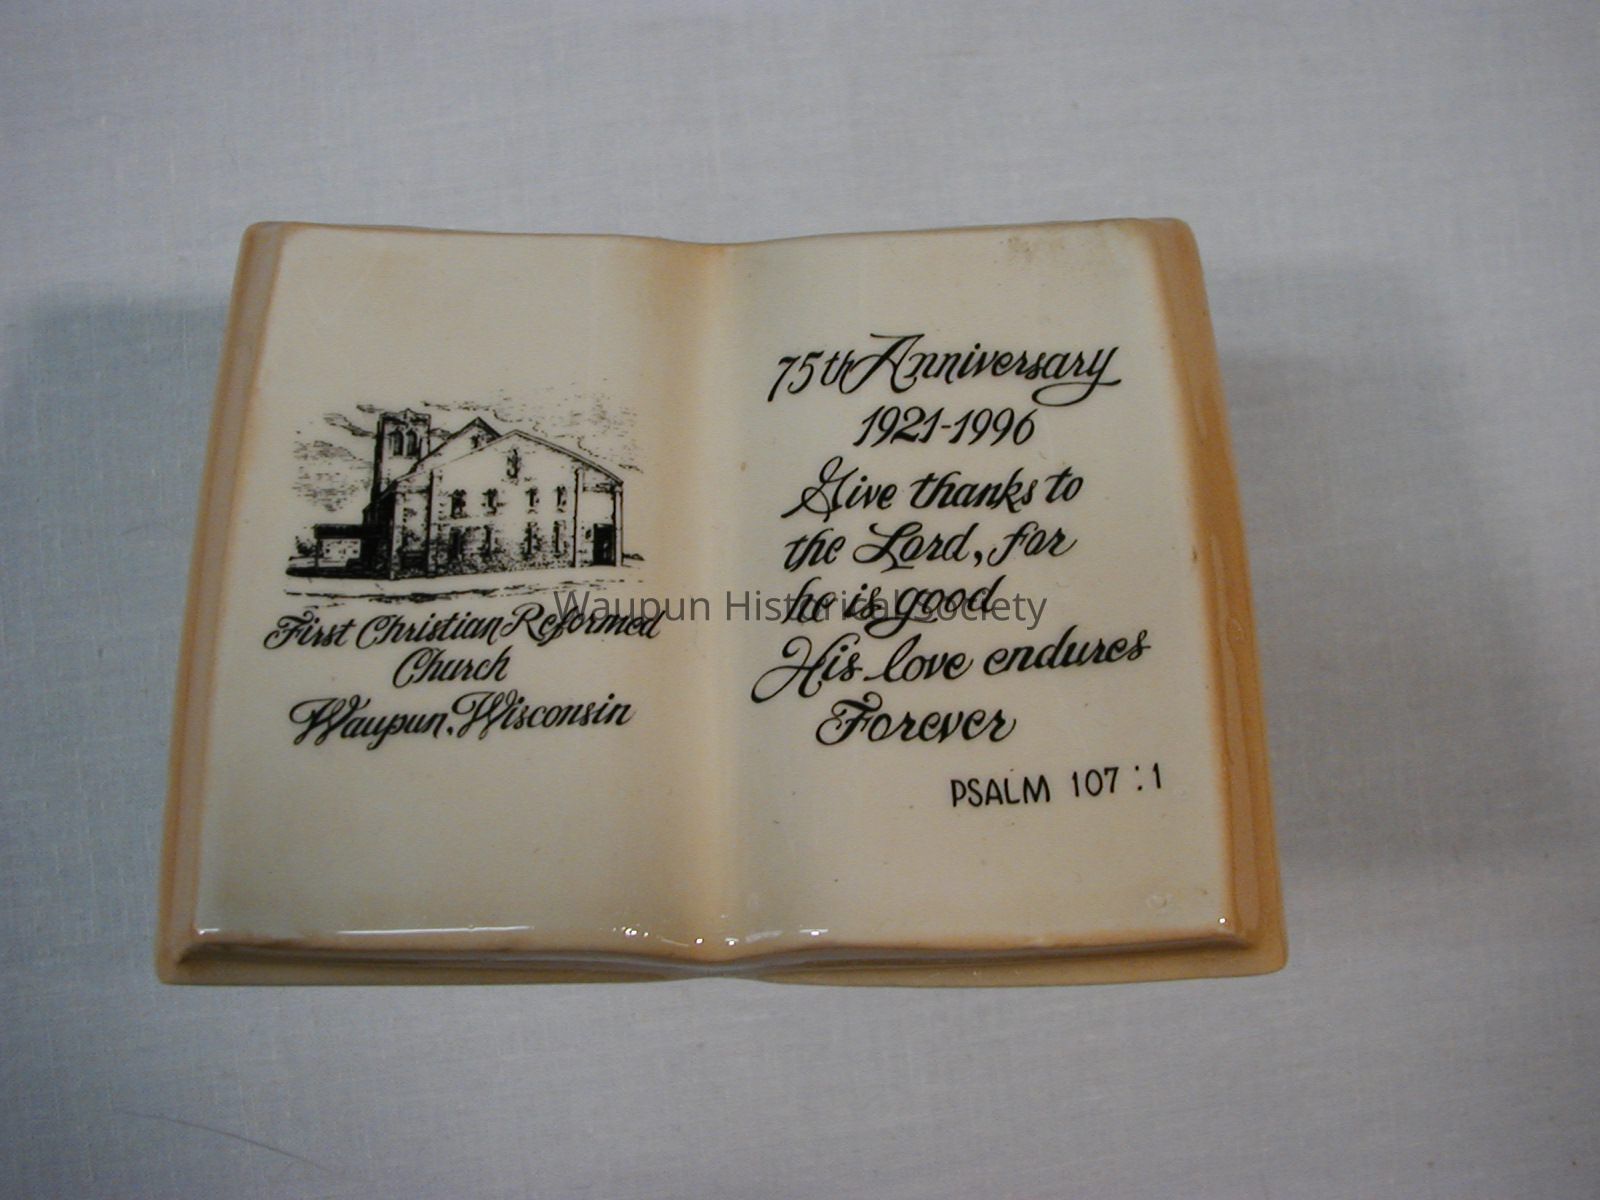 First Christian Reformed
Church
Waupun, Wisconsin
75th Anniversary
1921-1996
Give thanks to
the Lord, for
he is good
His love endures
Forever
PSALM 107:1
Waupun Historical Society